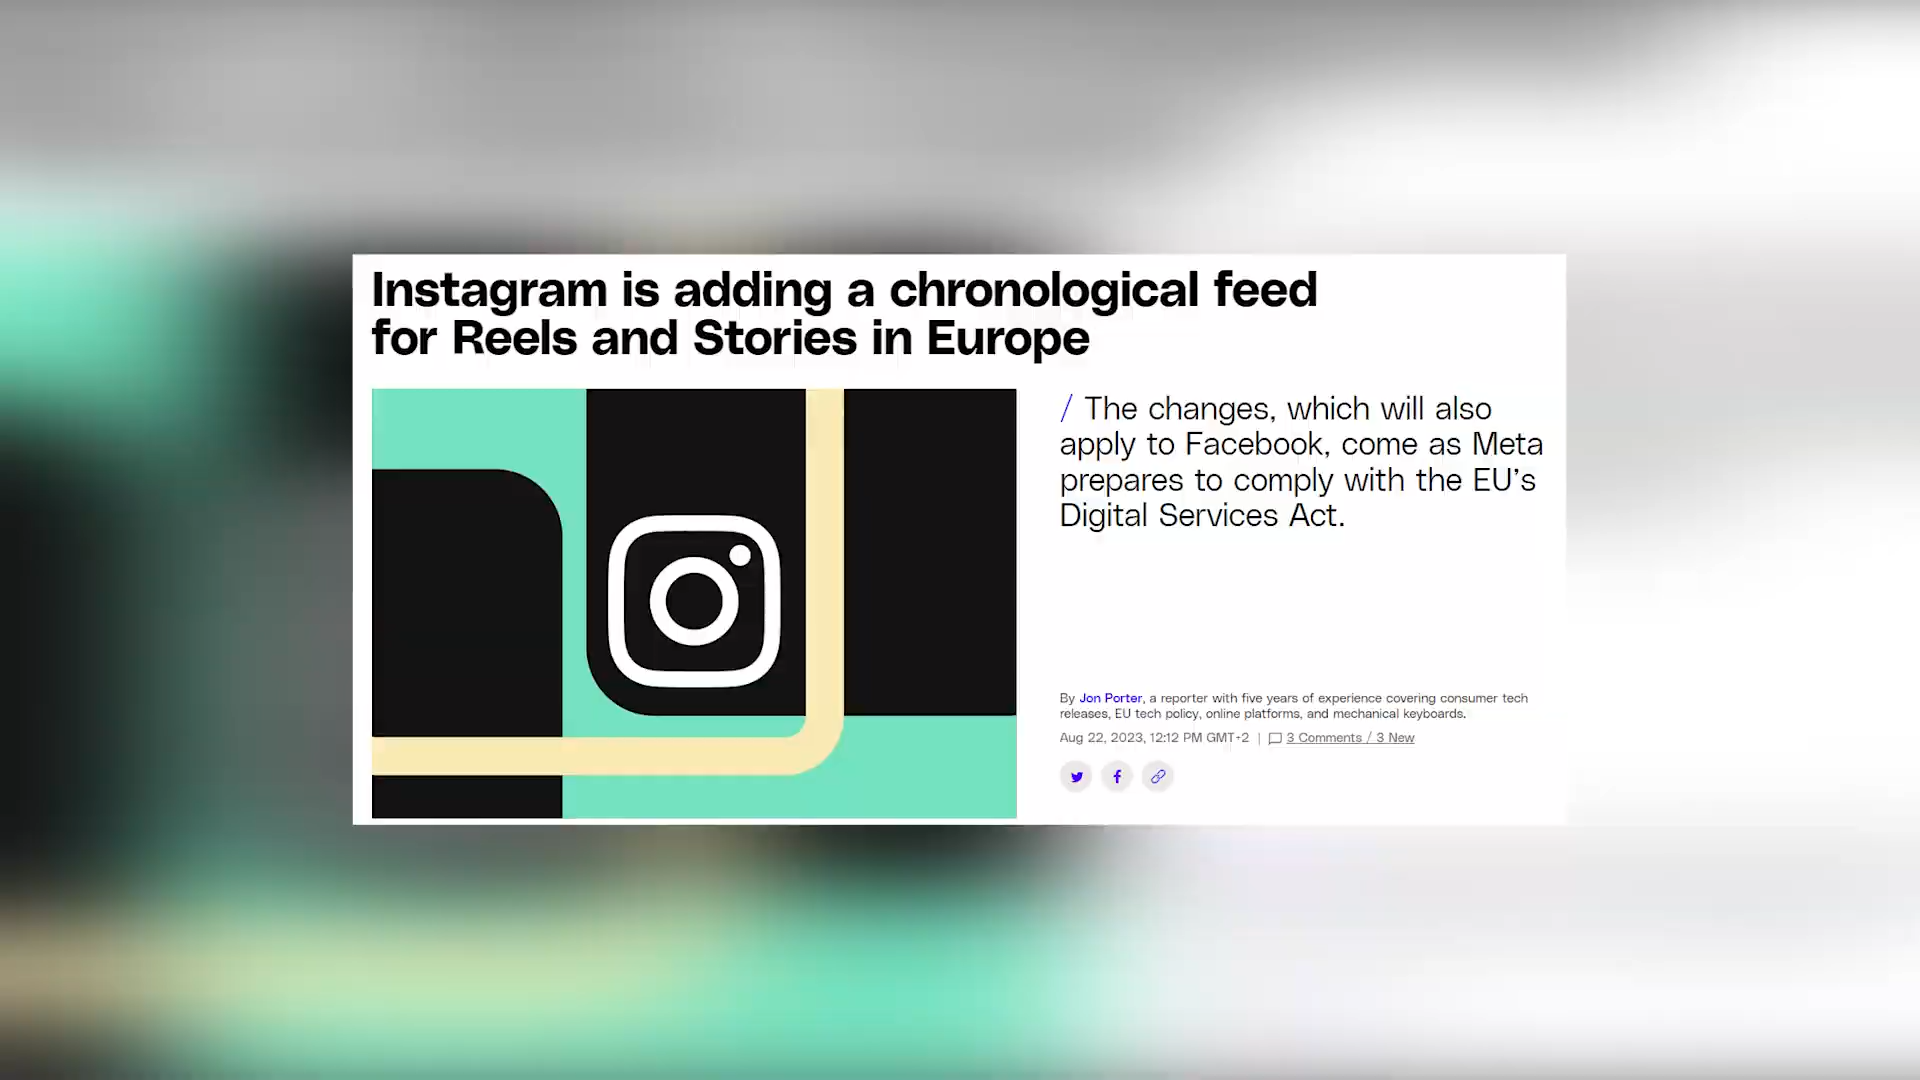 Instagram is adding a chronological feed
for Reels and Stories in Europe
/ The changes, which will also
apply to Facebook, come as Meta
prepares to comply with the EU’s
Digital Services Act.
By Jon Porter, a reporter with five years of experience covering consumer tech
releases, EU tech policy, online platforms, and mechanical keyboards.
Aug 22, 2023, 12:12 PM GMT+2 | 3 Comments / 3 New